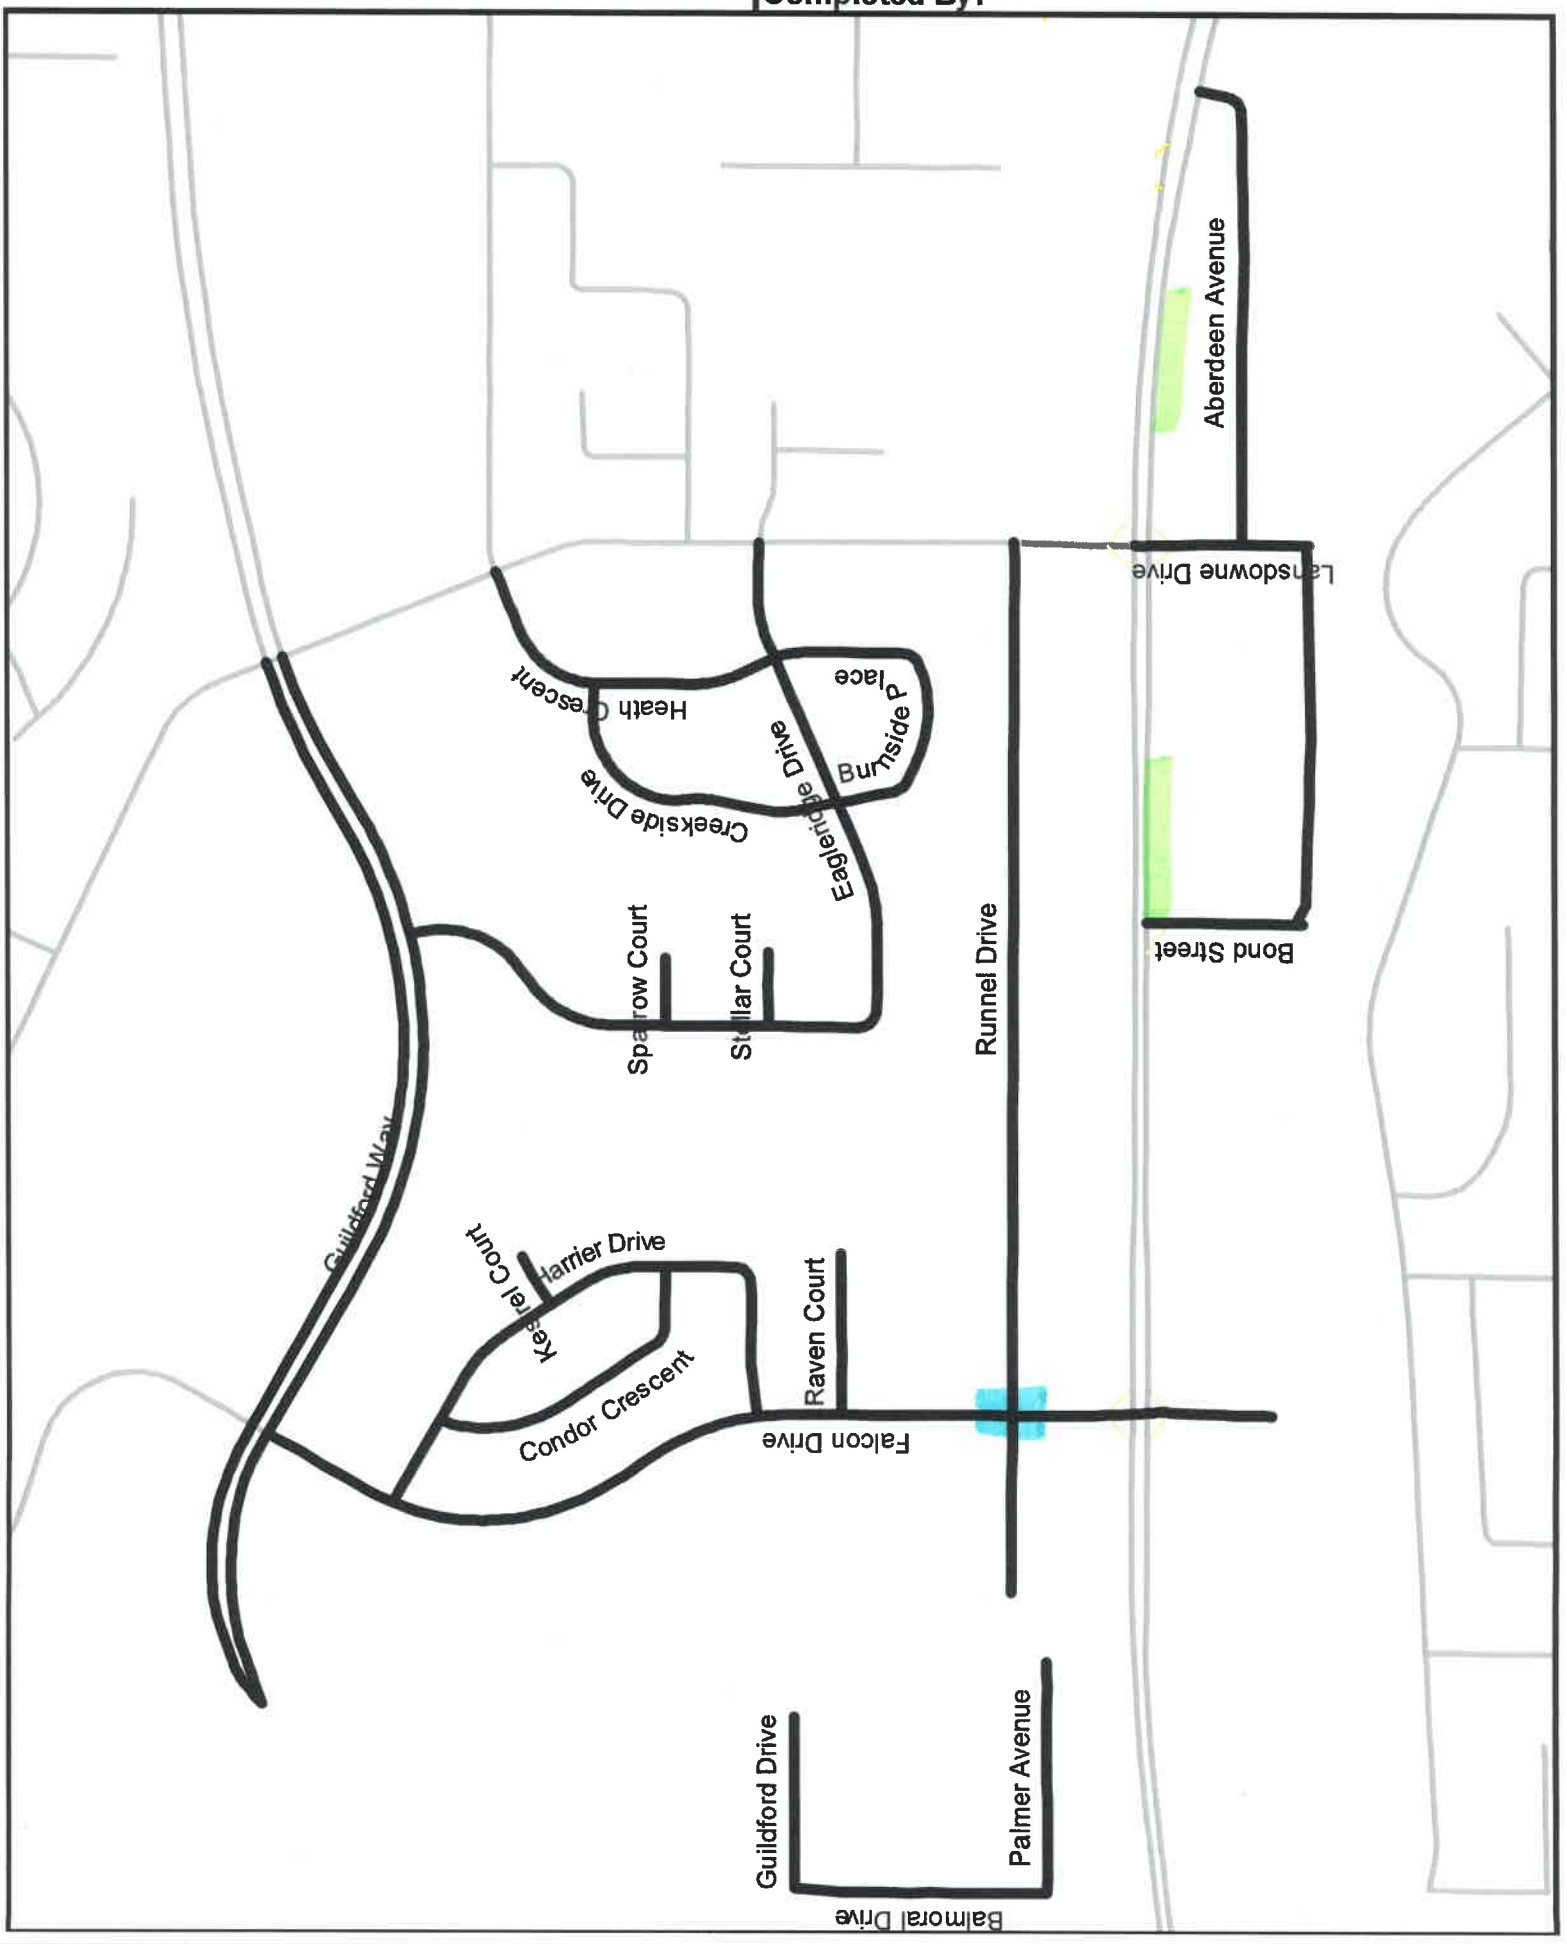 Completed By:
Aberdeen Avenue
Lansdowne Drive
Heath Crescent
Burnside Place
Eagleridge Drive
Creekside Drive
Bond Street
Sparrow Court
Stellar Court
Runnel Drive
Guildford Way
Kestrel Court
Harrier Drive
Raven Court
Condor Crescent
Falcon Drive
Guildford Drive
Palmer Avenue
Balmoral Drive